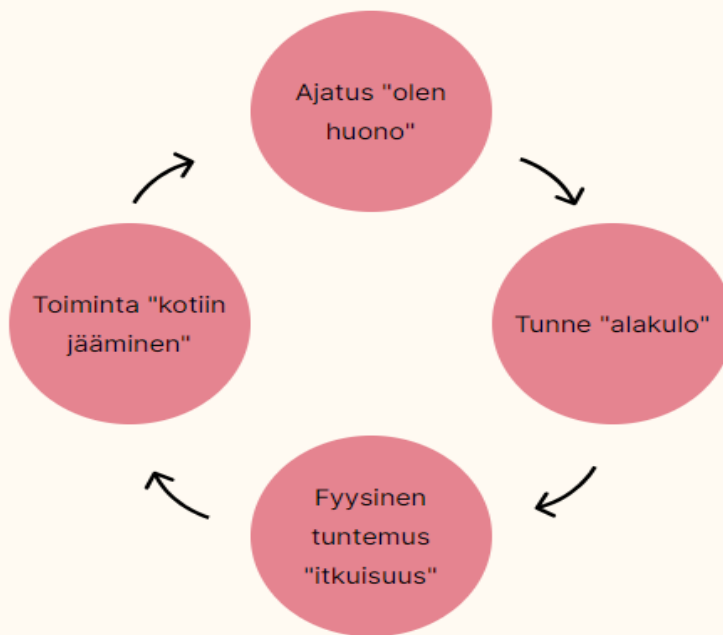 Ajatus "olen
huono"
Tunne "alakulo"
Fyysinen
tuntemus
"itkuisuus"
Toiminta "kotiin
jääminen"